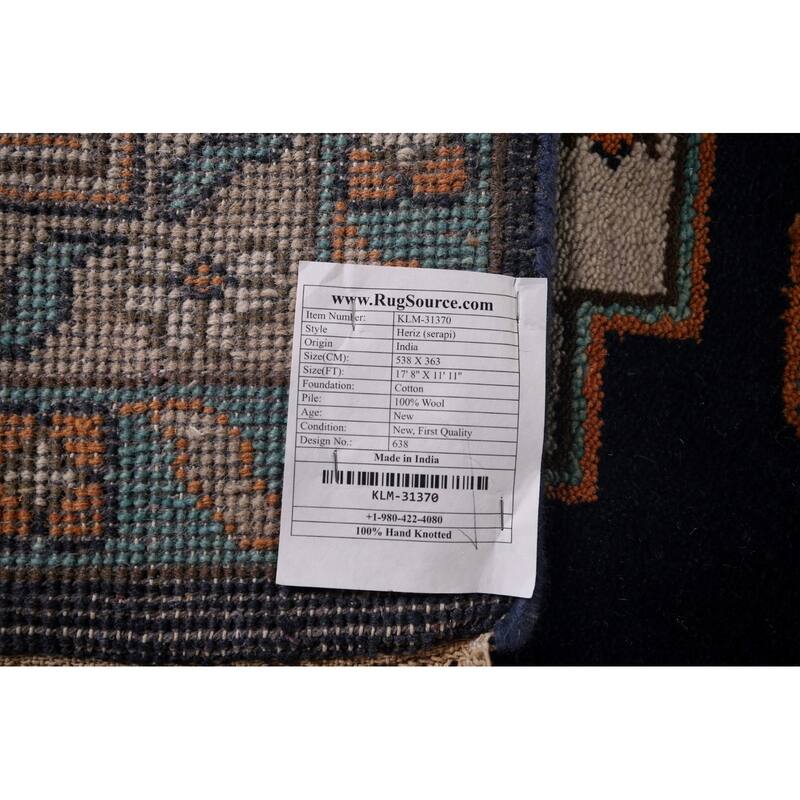 www.RugSource.com
Item Number: KLM-31370
Style Heriz (serapi)
Origin India
Size(CM): 538 X 363
Size(FT): 17' 8" X 11' 11"
Foundation: Cotton
Pile: 100% Wool
Age: New
Condition: New, First Quality
Design No.: 638
Made in India
KLM-31370
+1-980-422-4080
100% Hand Knotted